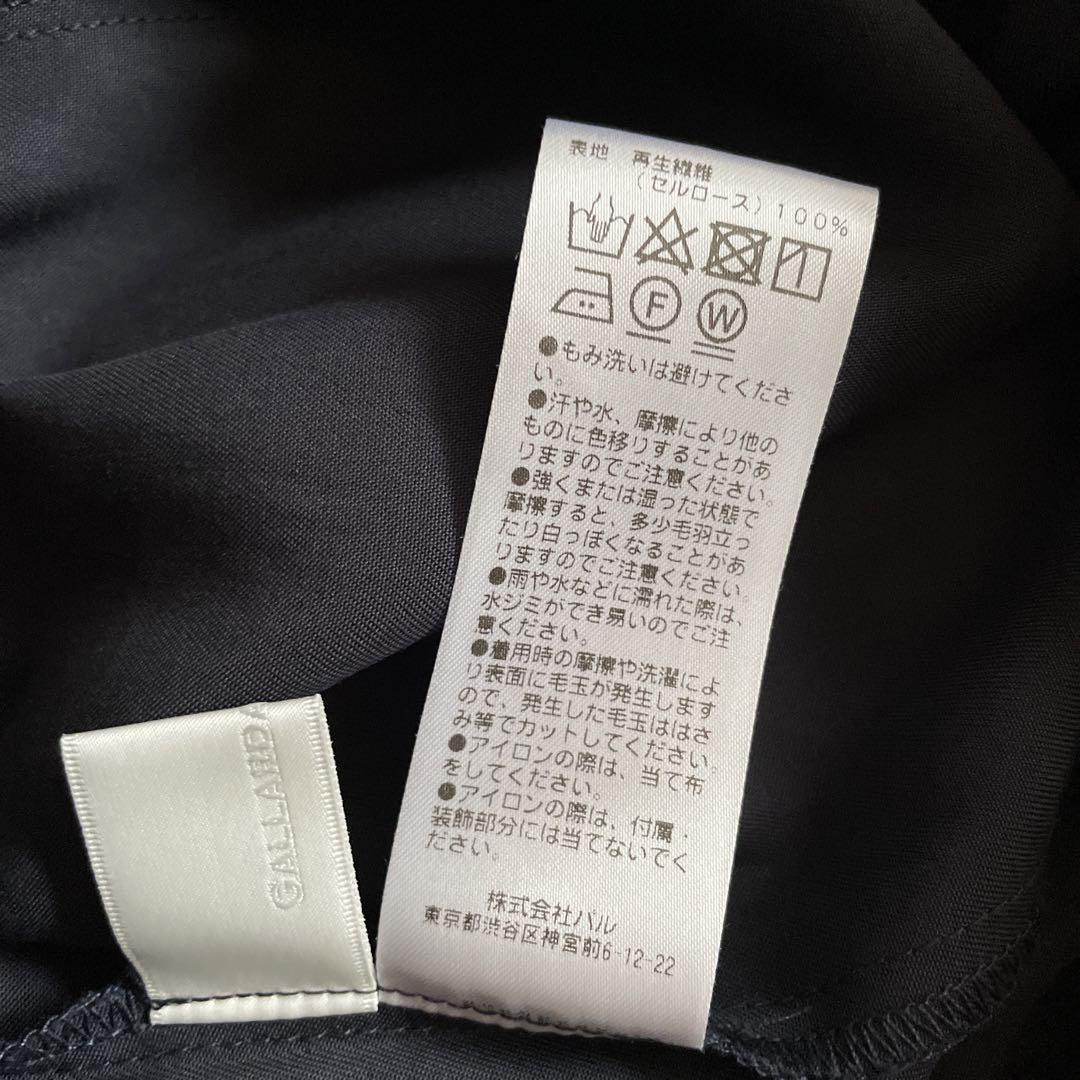 表地 再生繊維
(セルロース)100%
F W
●もみ洗いは避けてくださ
い。
●汗や水、摩擦により他の
ものに色移りすることがあ
りますのでご注意ください。
●強くまたは湿った状態で
摩擦すると、多少毛羽立っ
たり白っぽくなることがあ
りますのでご注意ください。
●雨や水などに濡れた際は、
水ジミができ易いのでご注
意ください。
●着用時の摩擦や洗濯によ
り表面に毛玉が発生します
ので、発生した毛玉ははさ
み等でカットしてください。
●アイロンの際は、当て布
をしてください。
●アイロンの際は、付属・
装飾部分には当てないでく
ださい。
株式会社パル
東京都渋谷区神宮前6-12-22
GALLARDA